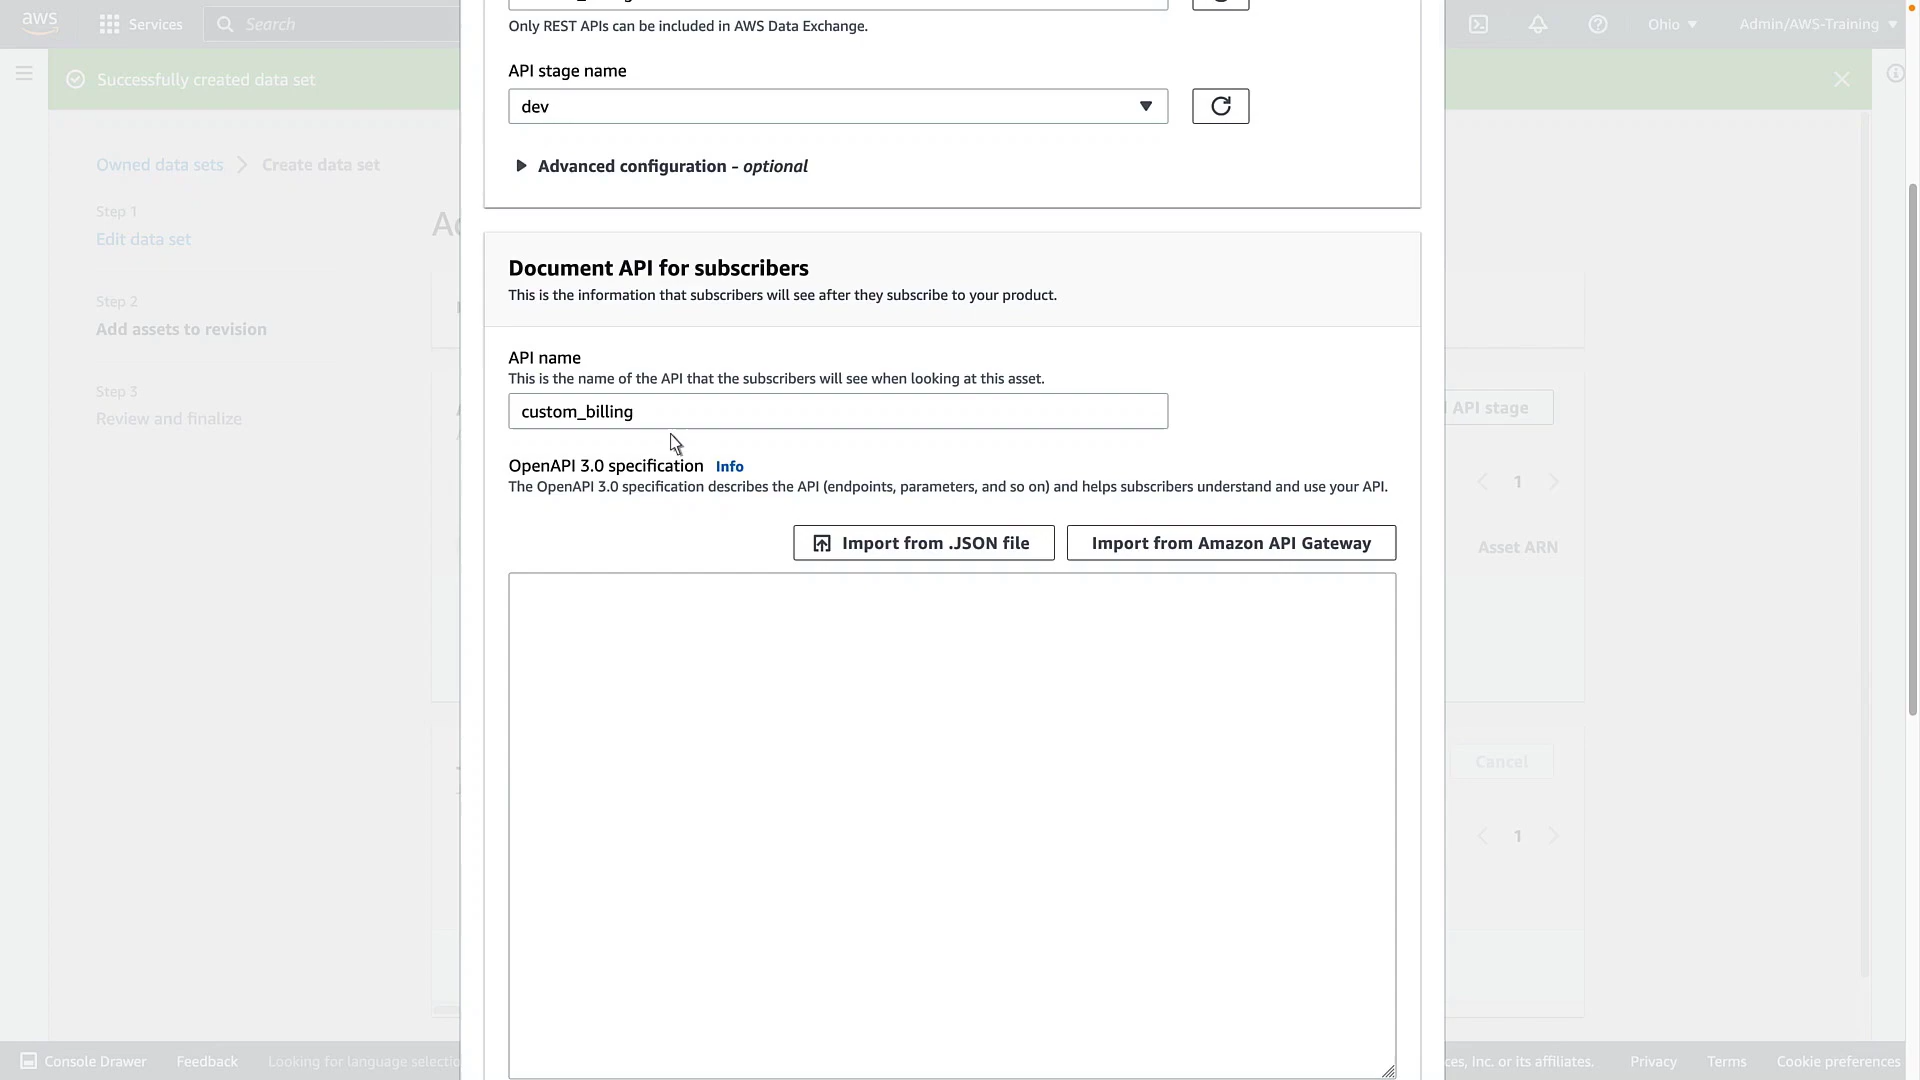 aws
Services
Search
Ohio
Admin/AWS-Training
Only REST APIs can be included in AWS Data Exchange.
Successfully created data set
API stage name
dev
Advanced configuration - optional
Owned data sets
Create data set
Step 1
Edit data set
Step 2
Add assets to revision
Step 3
Review and finalize
Document API for subscribers
This is the information that subscribers will see after they subscribe to your product.
API name
This is the name of the API that the subscribers will see when looking at this asset.
custom_billing
OpenAPI 3.0 specification Info
The OpenAPI 3.0 specification describes the API (endpoints, parameters, and so on) and helps subscribers understand and use your API.
Import from .JSON file
Import from Amazon API Gateway
API stage
1
Asset ARN
Cancel
1
Console Drawer
Feedback
Looking for language
Inc. or its affiliates.
Privacy
Terms
Cookie preferences